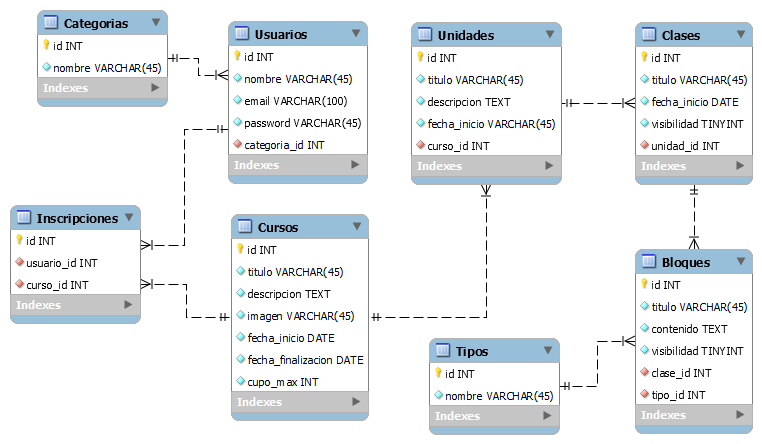 Categorias
id INT
nombre VARCHAR(45)
Indexes
Usuarios
id INT
nombre VARCHAR(45)
email VARCHAR(100)
password VARCHAR(45)
categoria_id INT
Indexes
Unidades
id INT
titulo VARCHAR(45)
descripcion TEXT
fecha_inicio VARCHAR(45)
curso_id INT
Indexes
Clases
id INT
titulo VARCHAR(45)
fecha_inicio DATE
visibilidad TINYINT
unidad_id INT
Indexes
Inscripciones
id INT
usuario_id INT
curso_id INT
Indexes
Cursos
id INT
titulo VARCHAR(45)
descripcion TEXT
imagen VARCHAR(45)
fecha_inicio DATE
fecha_finalizacion DATE
cupo_max INT
Indexes
Tipos
id INT
nombre VARCHAR(45)
Indexes
Bloques
id INT
titulo VARCHAR(45)
contenido TEXT
visibilidad TINYINT
clase_id INT
tipo_id INT
Indexes